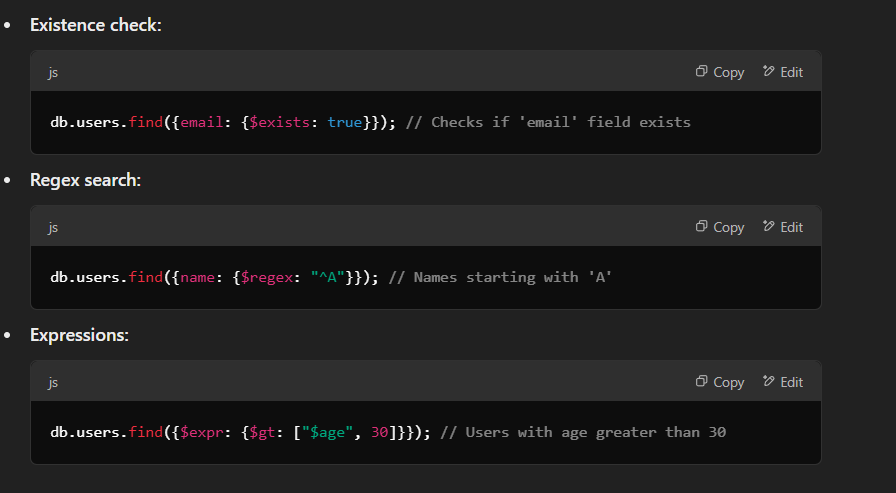 • Existence check:
js Copy Edit
db.users.find({email: {$exists: true}}); // Checks if 'email' field exists
• Regex search:
js Copy Edit
db.users.find({name: {$regex: "^A"}}); // Names starting with 'A'
• Expressions:
js Copy Edit
db.users.find({$expr: {$gt: ["$age", 30]}}); // Users with age greater than 30